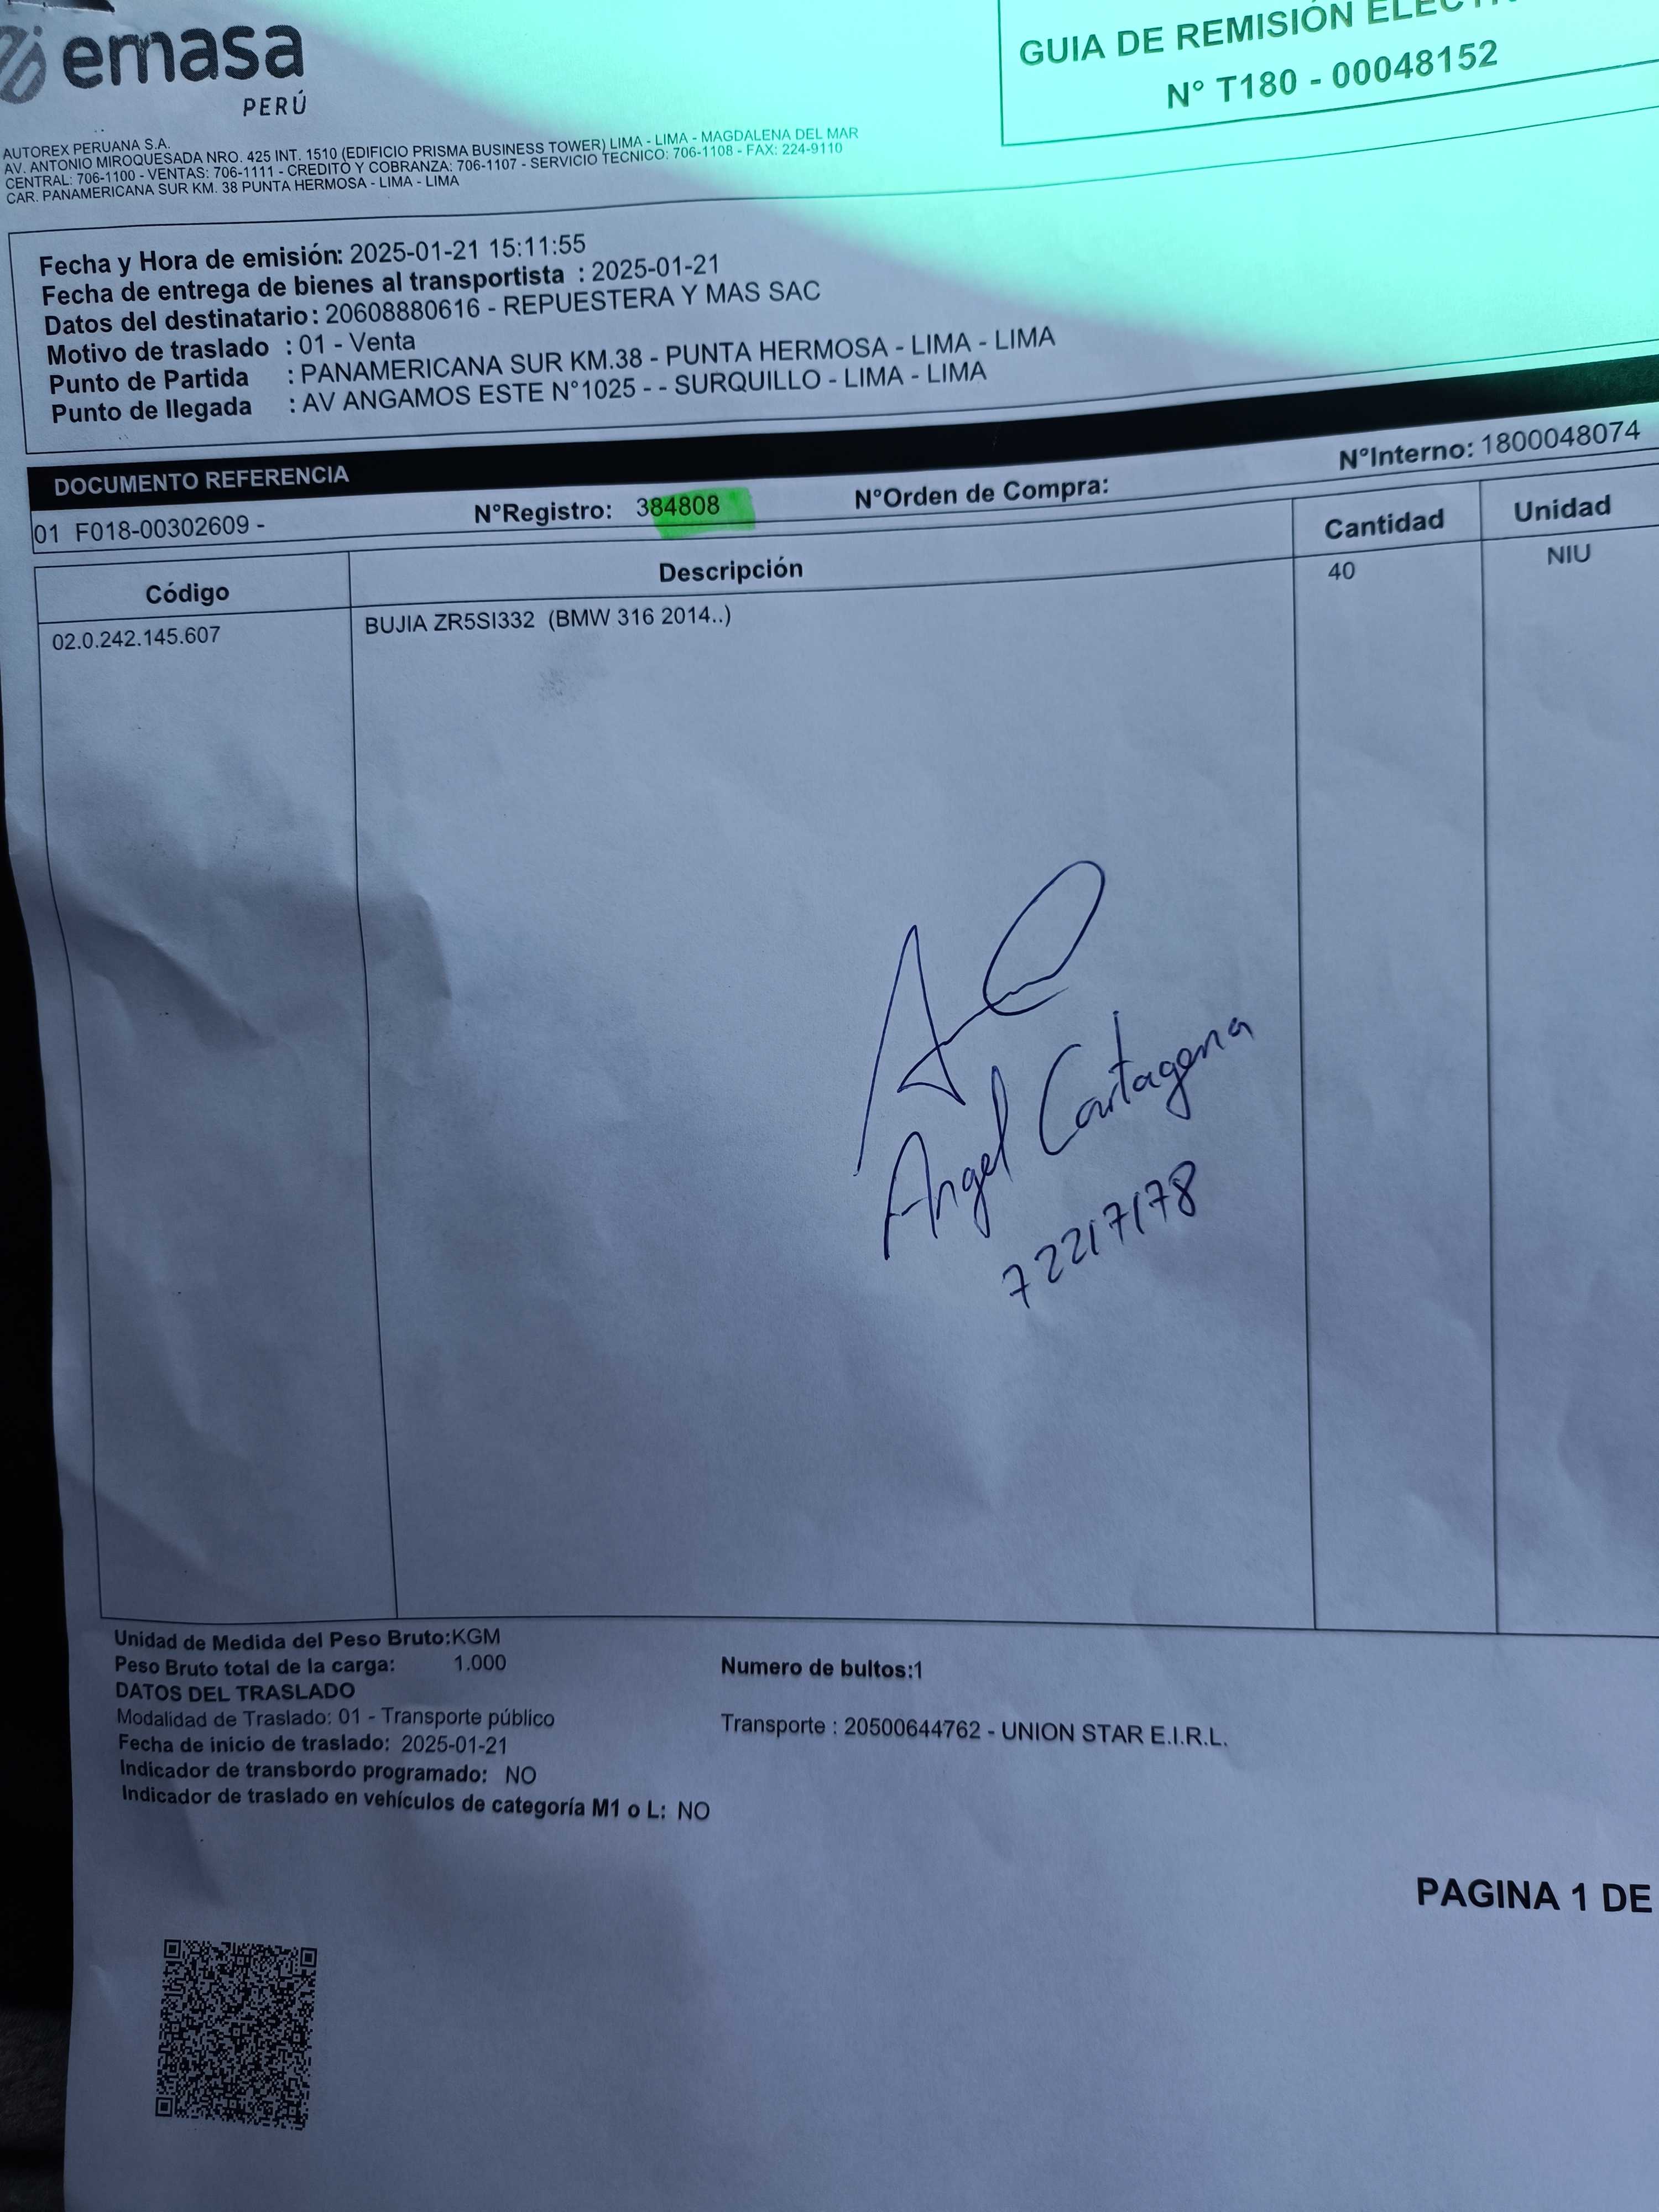 emasa
PERÚ
GUIA DE REMISIÓN
N° T180 - 00048152
AUTOREX PERUANA S.A.
AV. ANTONIO MIROQUESADA NRO. 425 INT. 1510 (EDIFICIO PRISMA BUSINESS TOWER) LIMA - LIMA - MAGDALENA DEL MAR
CENTRAL: 706-1100 - VENTAS: 706-1111 - CREDITO Y COBRANZA: 706-1107 - SERVICIO TECNICO: 706-1108 - FAX: 224-9110
CAR. PANAMERICANA SUR KM. 38 PUNTA HERMOSA - LIMA - LIMA
Fecha y Hora de emisión: 2025-01-21 15:11:55
Fecha de entrega de bienes al transportista : 2025-01-21
Datos del destinatario: 20608880616 - REPUESTERA Y MAS SAC
Motivo de traslado : 01 - Venta
Punto de Partida : PANAMERICANA SUR KM.38 - PUNTA HERMOSA - LIMA - LIMA
Punto de llegada : AV ANGAMOS ESTE N°1025 - - SURQUILLO - LIMA - LIMA
DOCUMENTO REFERENCIA
01 F018-00302609 - N°Registro: 384808 N°Orden de Compra: N°Interno: 1800048074
Código Descripción Cantidad Unidad
02.0.242.145.607 BUJIA ZR5SI332 (BMW 316 2014..) 40 NIU
Angel Cartagena
72217178
Unidad de Medida del Peso Bruto:KGM
Peso Bruto total de la carga: 1.000 Numero de bultos:1
DATOS DEL TRASLADO
Modalidad de Traslado: 01 - Transporte público Transporte : 20500644762 - UNION STAR E.I.R.L.
Fecha de inicio de traslado: 2025-01-21
Indicador de transbordo programado: NO
Indicador de traslado en vehículos de categoría M1 o L: NO
PAGINA 1 DE